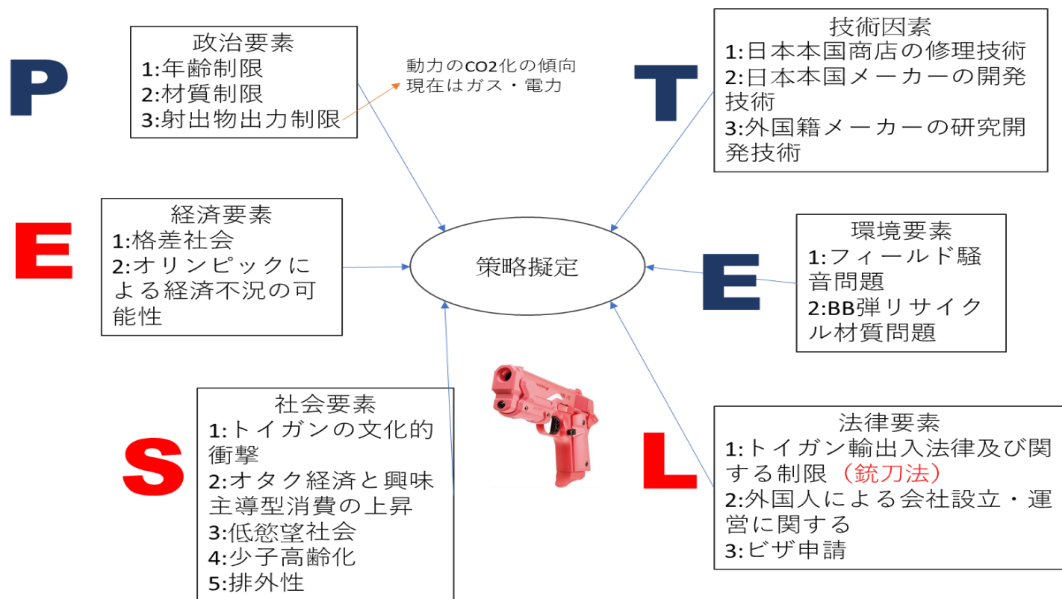 P
政治要素
1:年齢制限
2:材質制限
3:射出物出力制限
動力のCO2化の傾向
現在はガス・電力
T
技術因素
1:日本本国商店の修理技術
2:日本本国メーカーの開発
技術
3:外国籍メーカーの研究開
発技術
E
経済要素
1:格差社会
2:オリンピックに
よる経済不況の可
能性
策略擬定
E
環境要素
1:フィールド騒
音問題
2:BB弾リサイク
ル材質問題
S
社会要素
1:トイガンの文化的
衝撃
2:オタク経済と興味
主導型消費の上昇
3:低慾望社会
4:少子高齢化
5:排外性
L
法律要素
1:トイガン輸出入法律及び関
する制限（銃刀法）
2:外国人による会社設立・運
営に関する
3:ビザ申請